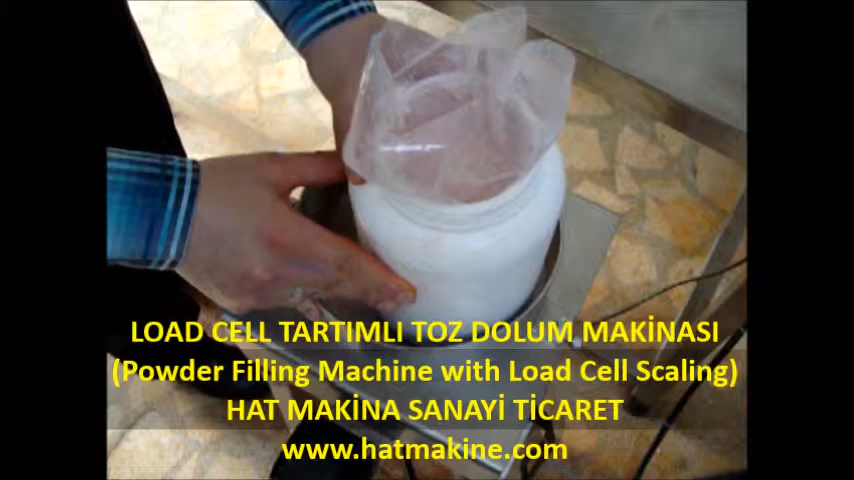 LOAD CELL TARTIMLI TOZ DOLUM MAKİNASI
(Powder Filling Machine with Load Cell Scaling)
HAT MAKİNA SANAYİ TİCARET
www.hatmakine.com